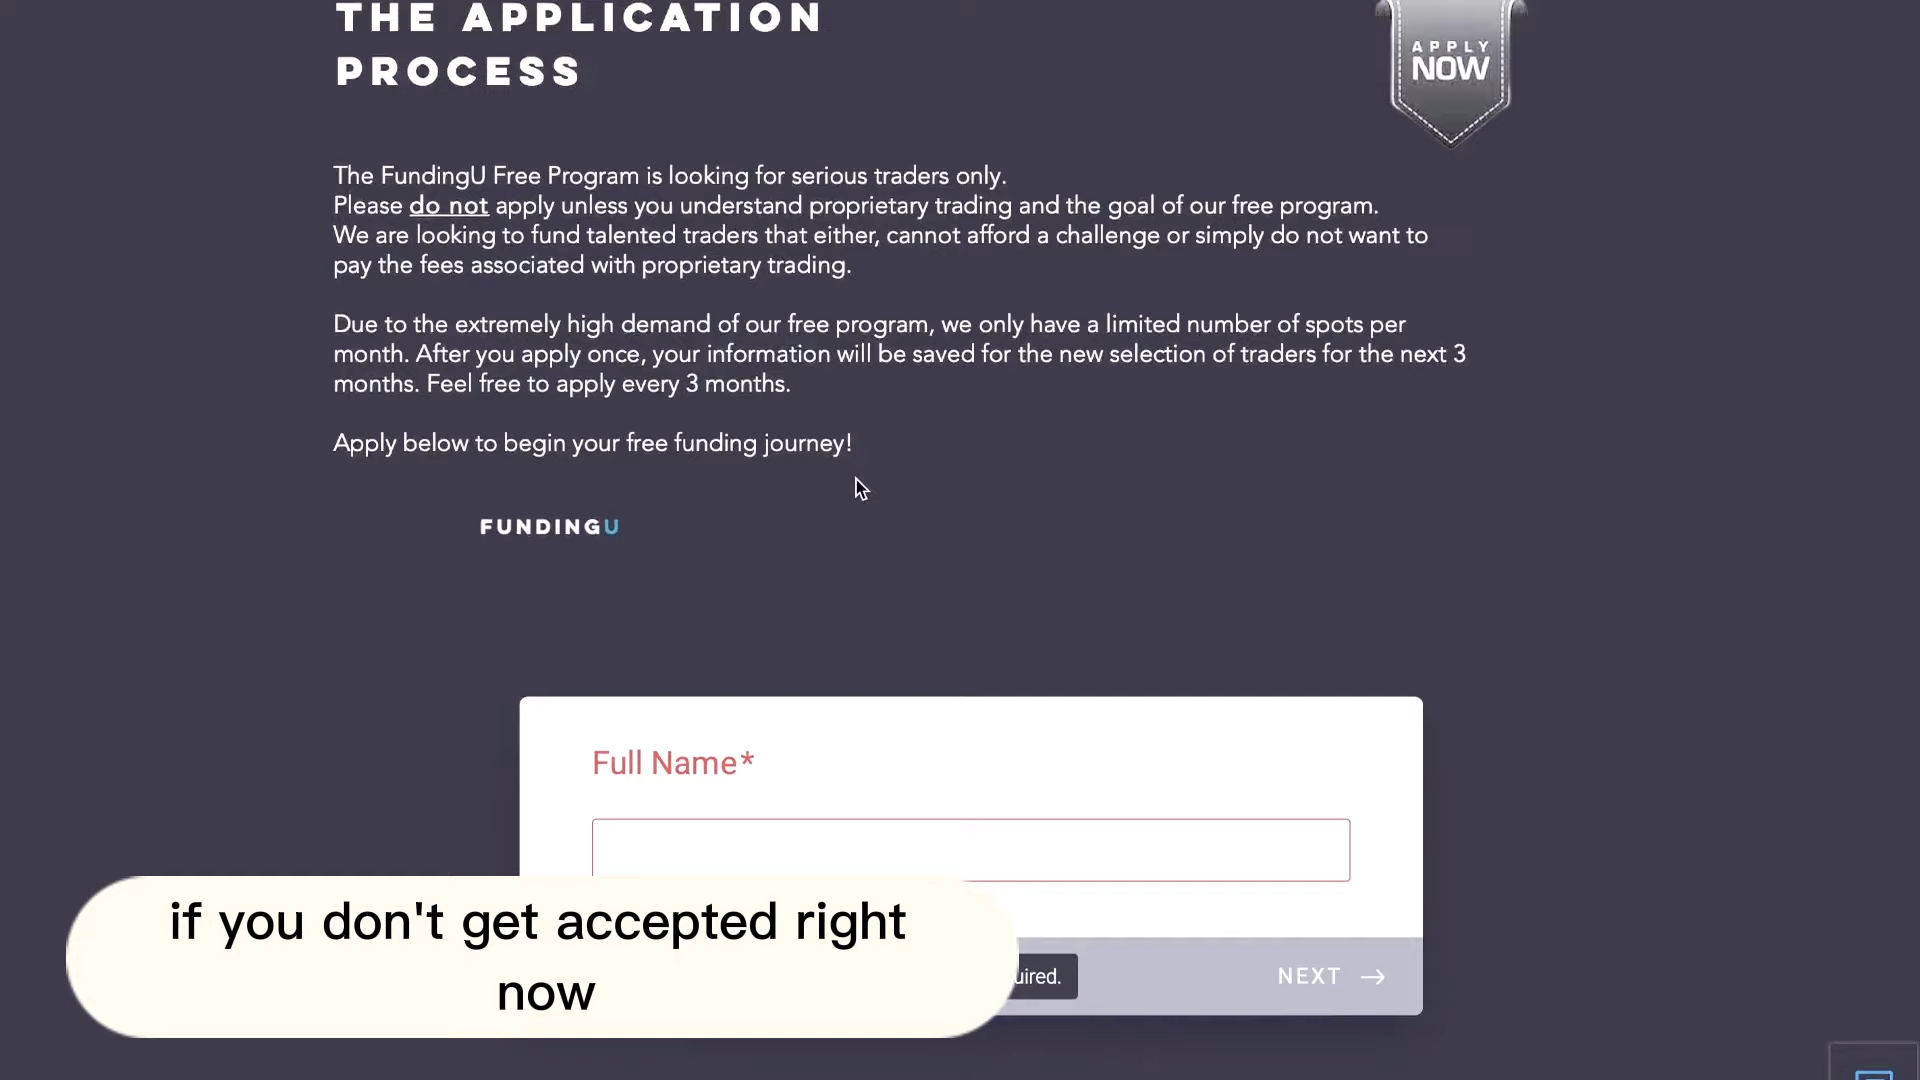 THE APPLICATION
PROCESS
APPLY
NOW
The FundingU Free Program is looking for serious traders only.
Please do not apply unless you understand proprietary trading and the goal of our free program.
We are looking to fund talented traders that either, cannot afford a challenge or simply do not want to
pay the fees associated with proprietary trading.
Due to the extremely high demand of our free program, we only have a limited number of spots per
month. After you apply once, your information will be saved for the new selection of traders for the next 3
months. Feel free to apply every 3 months.
Apply below to begin your free funding journey!
FUNDINGU
Full Name*
if you don't get accepted right
now
NEXT